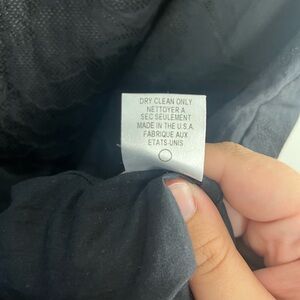 DRY CLEAN ONLY
NETTOYER A
SEC SEULEMENT
MADE IN THE U.S.A.
FABRIQUE AUX
ETATS-UNIS